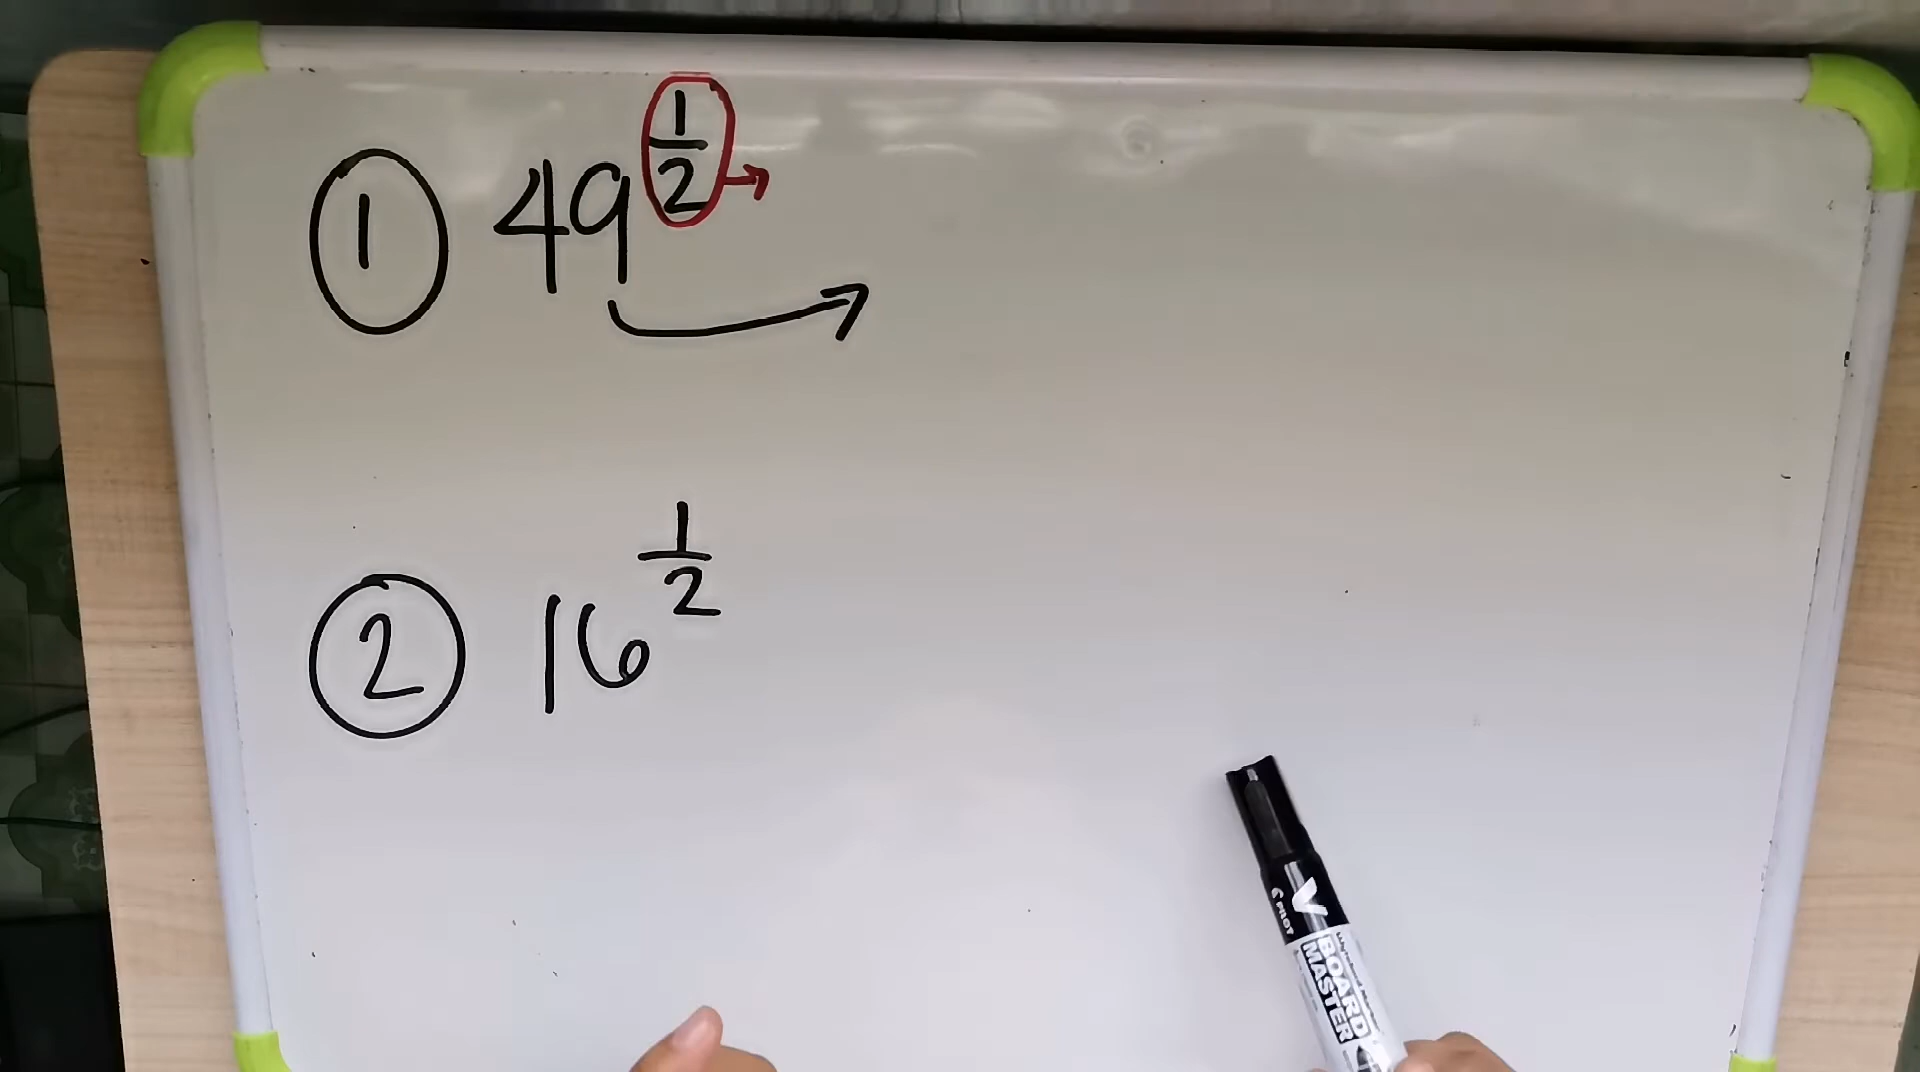 ① 49^(1/2) →
→
② 16^(1/2)
V
PILOT
BOARD
MASTER